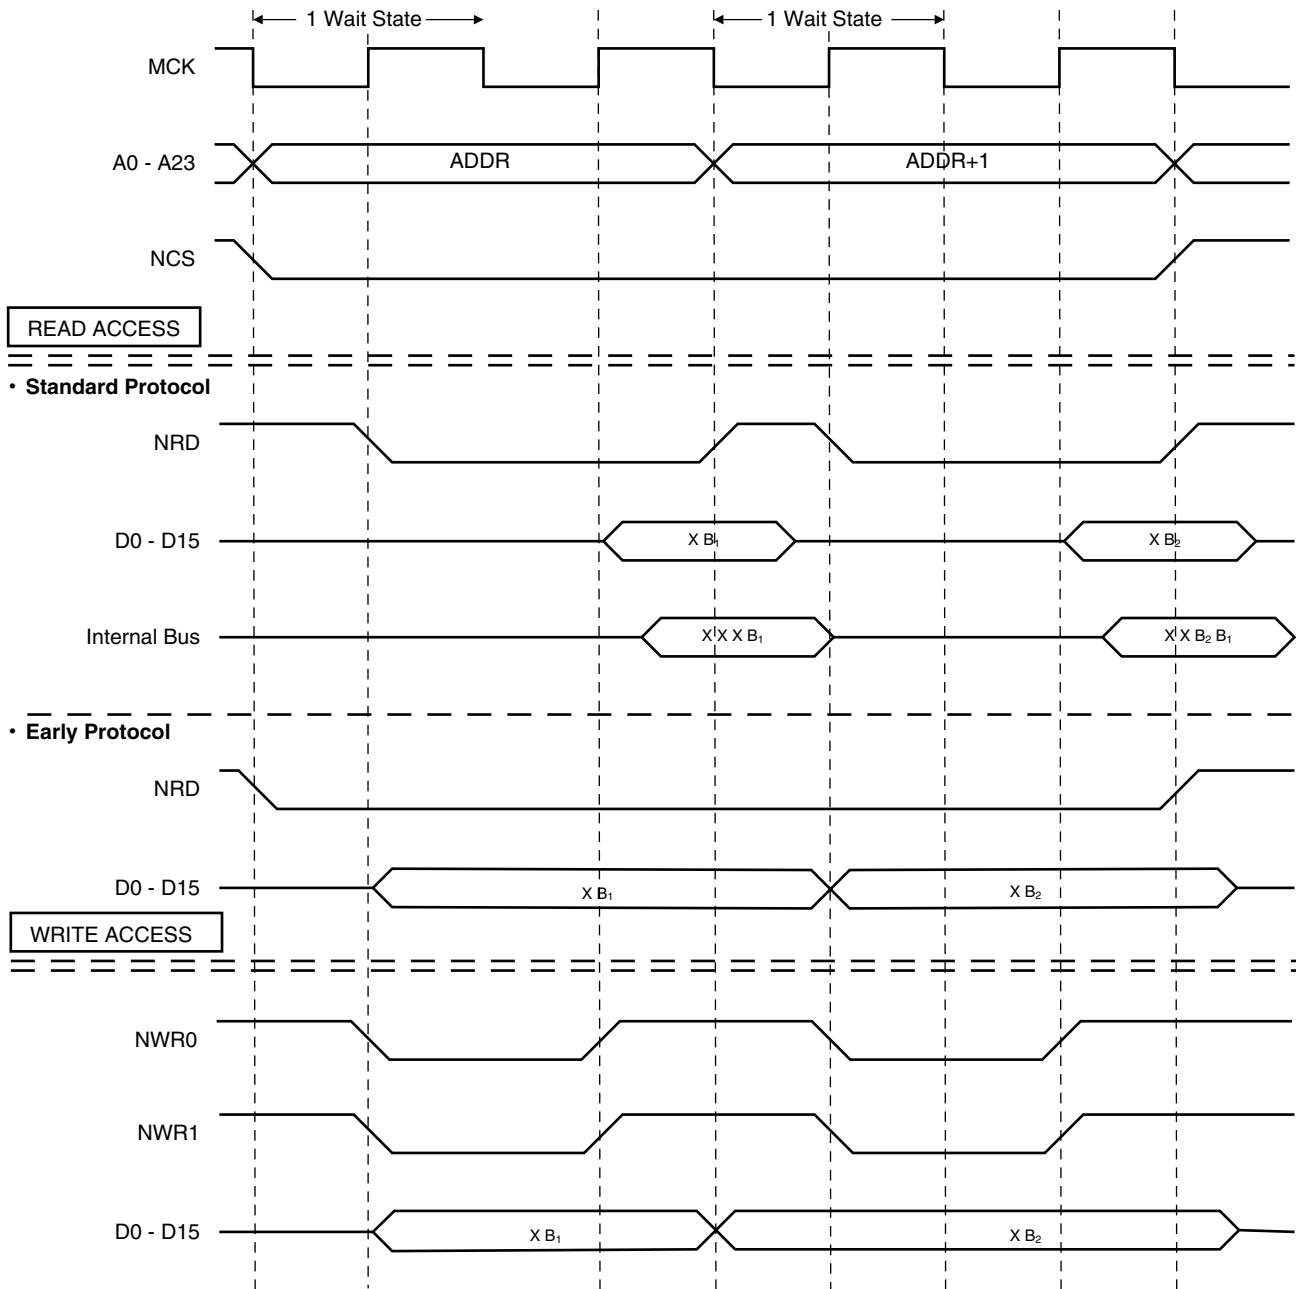 1 Wait State 1 Wait State
MCK
A0 - A23 ADDR ADDR+1
NCS
READ ACCESS
• Standard Protocol
NRD
D0 - D15 X B₁ X B₂
Internal Bus X X X B₁ X X B₂ B₁
• Early Protocol
NRD
D0 - D15 X B₁ X B₂
WRITE ACCESS
NWR0
NWR1
D0 - D15 X B₁ X B₂